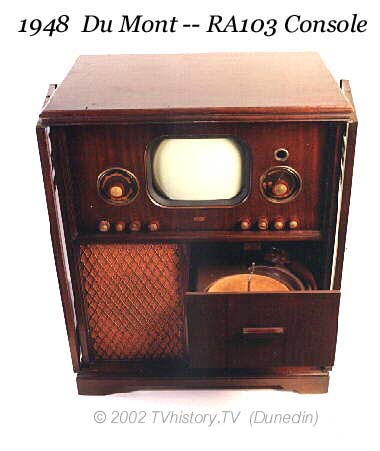 1948 Du Mont -- RA103 Console
© 2002 TVhistory.TV (Dunedin)